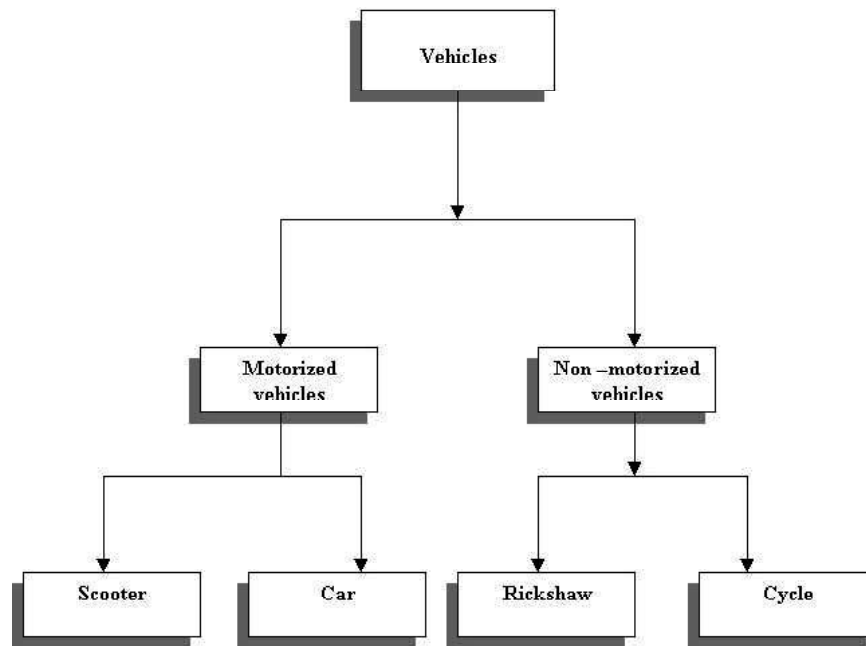 Vehicles
Motorized
vehicles
Non –motorized
vehicles
Scooter
Car
Rickshaw
Cycle